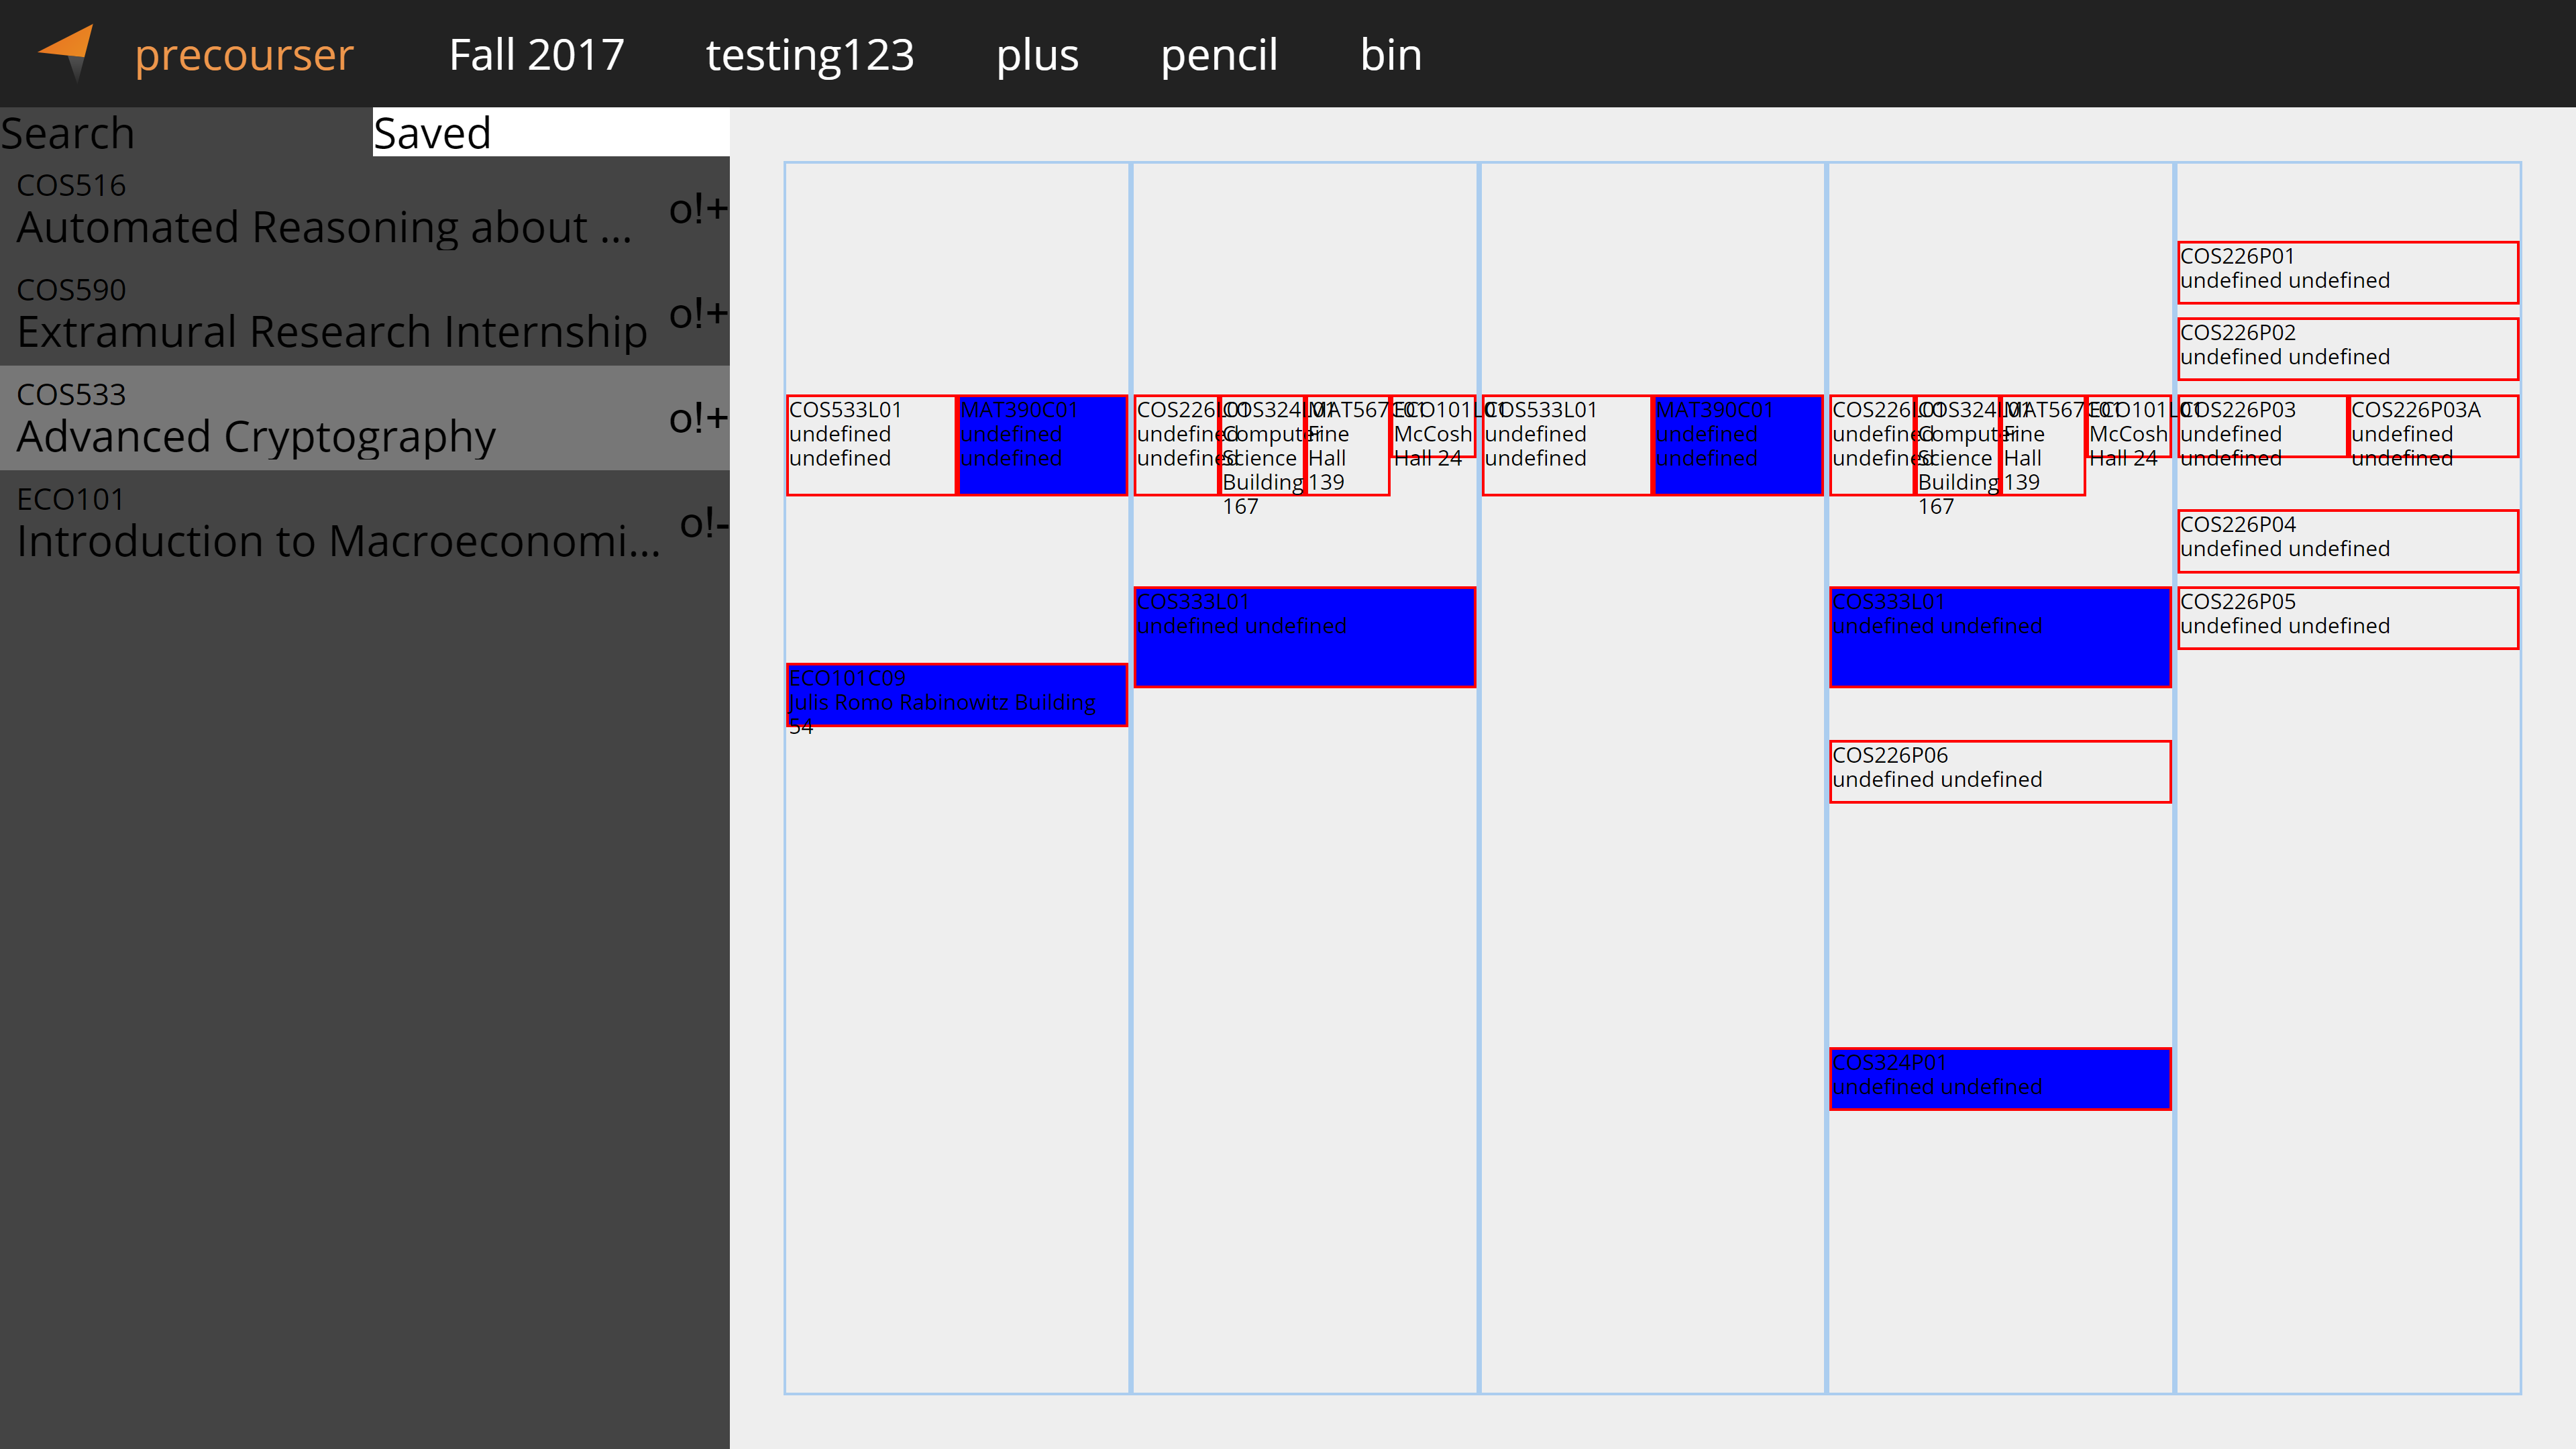 precourser
Fall 2017
testing123
plus
pencil
bin
Search
Saved
COS516
Automated Reasoning about ...
o!+
COS590
Extramural Research Internship
o!+
COS533
Advanced Cryptography
o!+
ECO101
Introduction to Macroeconomi...
o!-
COS533L01
undefined
undefined
MAT390C01
undefined
undefined
ECO101C09
Julis Romo Rabinowitz Building
54
COS226L01
undefined
undefined
COS324L01
Computer
Science
Building
167
MAT567C01
Fine
Hall
139
ECO101L01
McCosh
Hall 24
COS333L01
undefined undefined
COS533L01
undefined
undefined
MAT390C01
undefined
undefined
COS226L01
undefined
undefined
COS324L01
Computer
Science
Building
167
MAT567C01
Fine
Hall
139
ECO101L01
McCosh
Hall 24
COS333L01
undefined undefined
COS226P06
undefined undefined
COS324P01
undefined undefined
COS226P01
undefined undefined
COS226P02
undefined undefined
COS226P03
undefined
undefined
COS226P03A
undefined
undefined
COS226P04
undefined undefined
COS226P05
undefined undefined